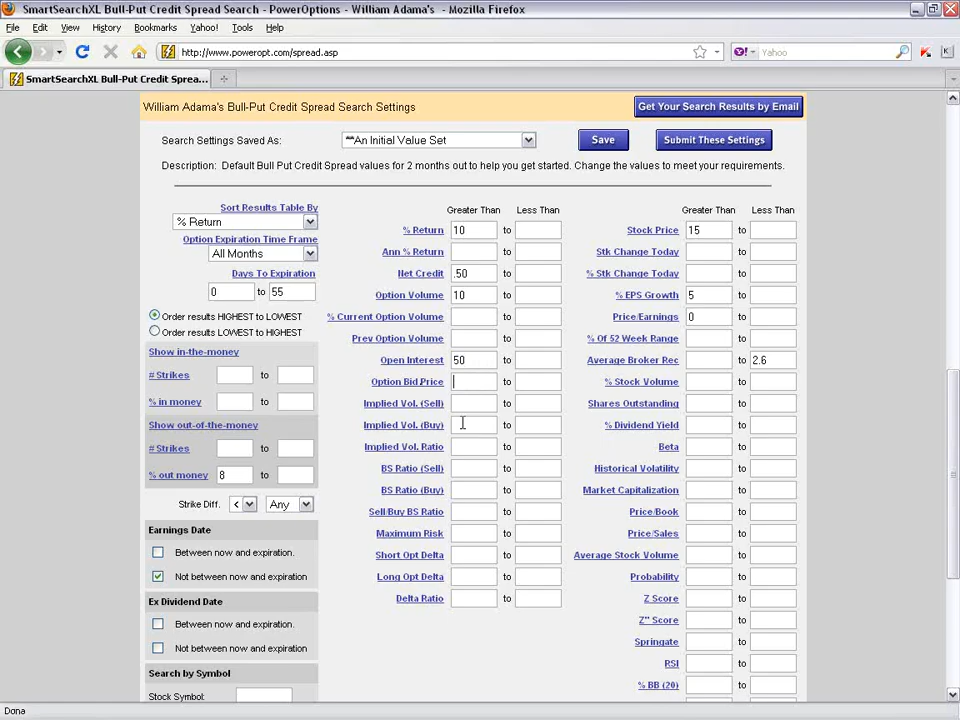 SmartSearchXL Bull-Put Credit Spread Search - PowerOptions - William Adama's - Mozilla Firefox
File Edit View History Bookmarks Yahoo! Tools Help
http://www.poweropt.com/spread.asp
Yahoo
SmartSearchXL Bull-Put Credit Sprea...
William Adama's Bull-Put Credit Spread Search Settings
Get Your Search Results by Email
Search Settings Saved As:
**An Initial Value Set
Save
Submit These Settings
Description: Default Bull Put Credit Spread values for 2 months out to help you get started. Change the values to meet your requirements.
Sort Results Table By
% Return
Option Expiration Time Frame
All Months
Days To Expiration
0 to 55
Order results HIGHEST to LOWEST
Order results LOWEST to HIGHEST
Show in-the-money
# Strikes to
% in money to
Show out-of-the-money
# Strikes to
% out money 8 to
Strike Diff. < Any
Earnings Date
Between now and expiration.
Not between now and expiration
Ex Dividend Date
Between now and expiration.
Not between now and expiration
Search by Symbol
Stock Symbol:
Greater Than Less Than
% Return 10 to
Ann % Return to
Net Credit .50 to
Option Volume 10 to
% Current Option Volume to
Prev Option Volume to
Open Interest 50 to
Option Bid Price to
Implied Vol. (Sell) to
Implied Vol. (Buy) to
Implied Vol. Ratio to
BS Ratio (Sell) to
BS Ratio (Buy) to
Sell/Buy BS Ratio to
Maximum Risk to
Short Opt Delta to
Long Opt Delta to
Delta Ratio to
Greater Than Less Than
Stock Price 15 to
Stk Change Today to
% Stk Change Today to
% EPS Growth 5 to
Price/Earnings 0 to
% Of 52 Week Range to
Average Broker Rec to 2.6
% Stock Volume to
Shares Outstanding to
% Dividend Yield to
Beta to
Historical Volatility to
Market Capitalization to
Price/Book to
Price/Sales to
Average Stock Volume to
Probability to
Z Score to
Z" Score to
Springate to
RSI to
% BB (20) to
Done